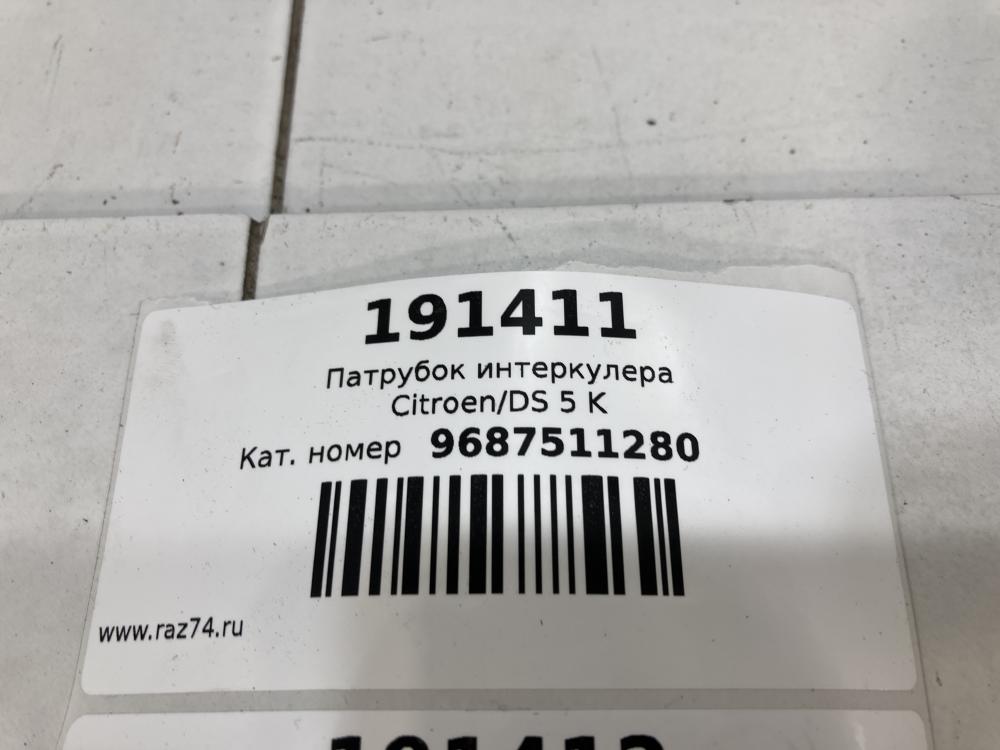 191411
Патрубок интеркулера
Citroen/DS 5 K
Кат. номер 9687511280
www.raz74.ru